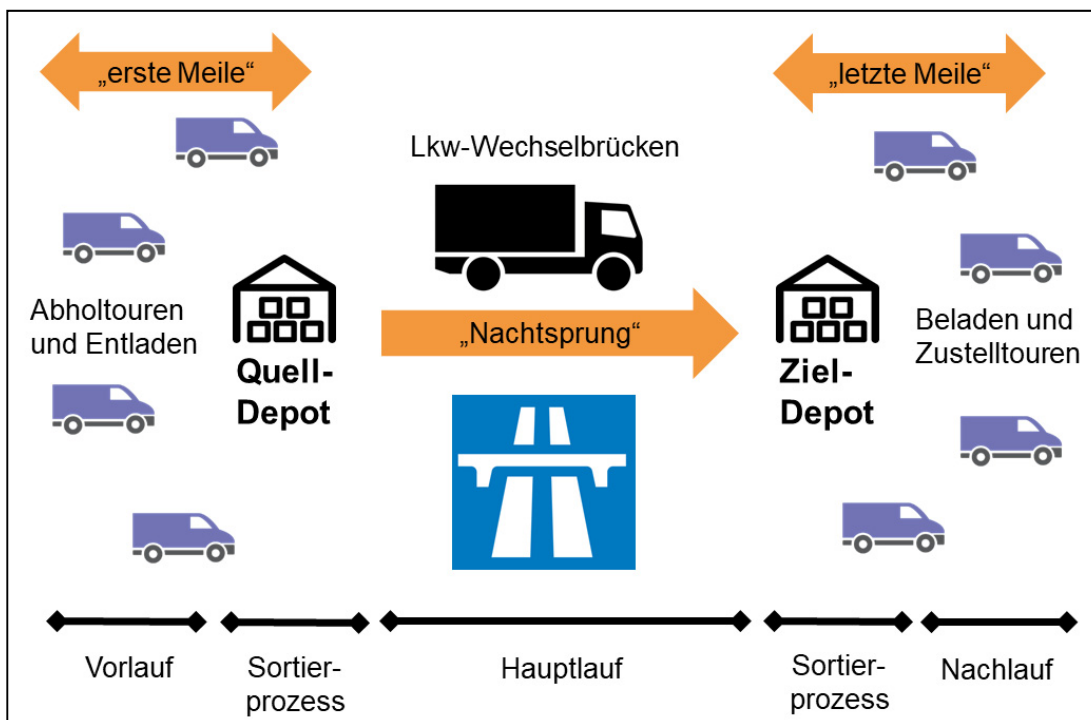 „erste Meile“
„letzte Meile“
Lkw-Wechselbrücken
Abholtouren
und Entladen
Quell-
Depot
„Nachtsprung“
Ziel-
Depot
Beladen und
Zustelltouren
Vorlauf
Sortier-
prozess
Hauptlauf
Sortier-
prozess
Nachlauf